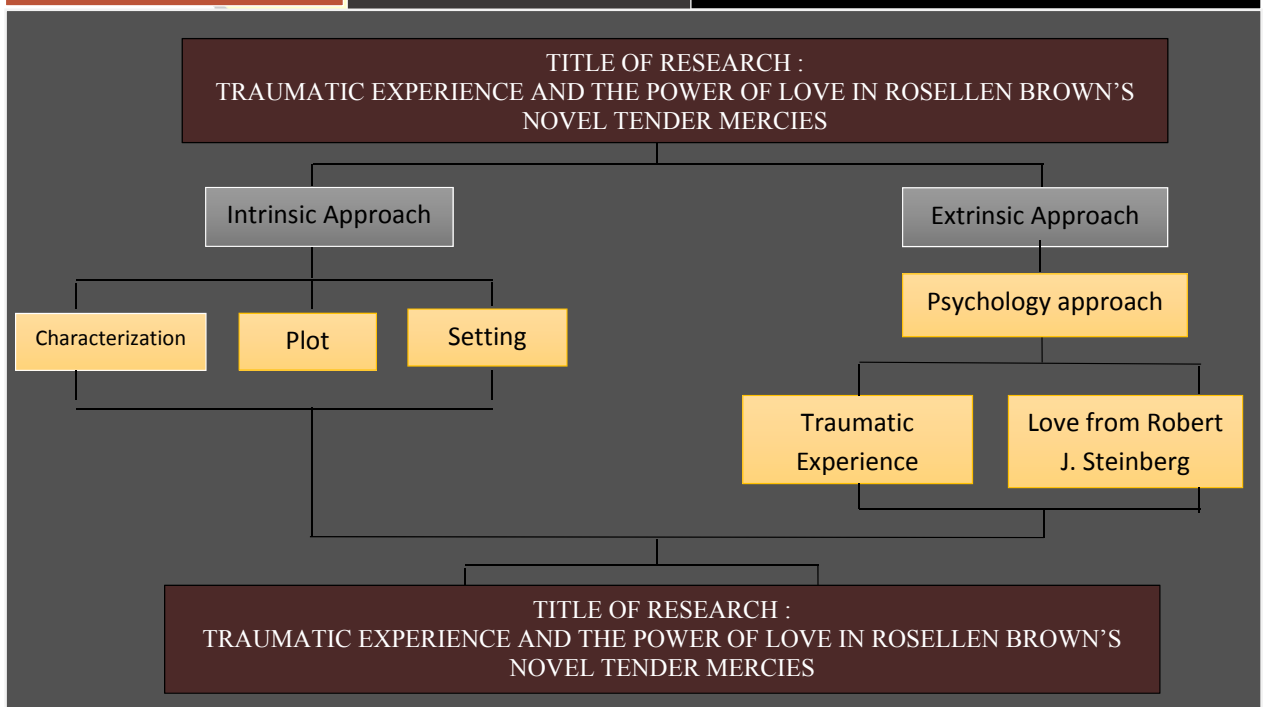 TITLE OF RESEARCH :
TRAUMATIC EXPERIENCE AND THE POWER OF LOVE IN ROSELLEN BROWN’S
NOVEL TENDER MERCIES
Intrinsic Approach
Extrinsic Approach
Psychology approach
Characterization
Plot
Setting
Traumatic
Experience
Love from Robert
J. Steinberg
TITLE OF RESEARCH :
TRAUMATIC EXPERIENCE AND THE POWER OF LOVE IN ROSELLEN BROWN’S
NOVEL TENDER MERCIES